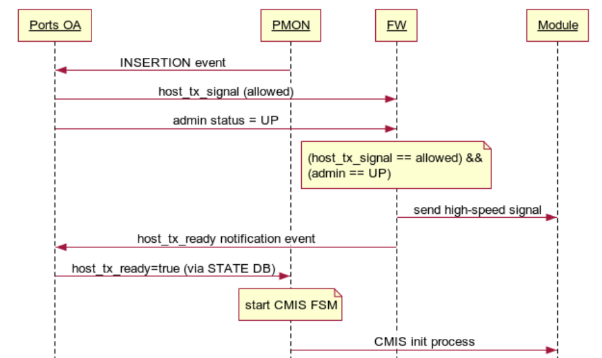 Ports OA
PMON
FW
Module
INSERTION event
host_tx_signal (allowed)
admin status = UP
(host_tx_signal == allowed) &&
(admin == UP)
send high-speed signal
host_tx_ready notification event
host_tx_ready=true (via STATE DB)
start CMIS FSM
CMIS init process